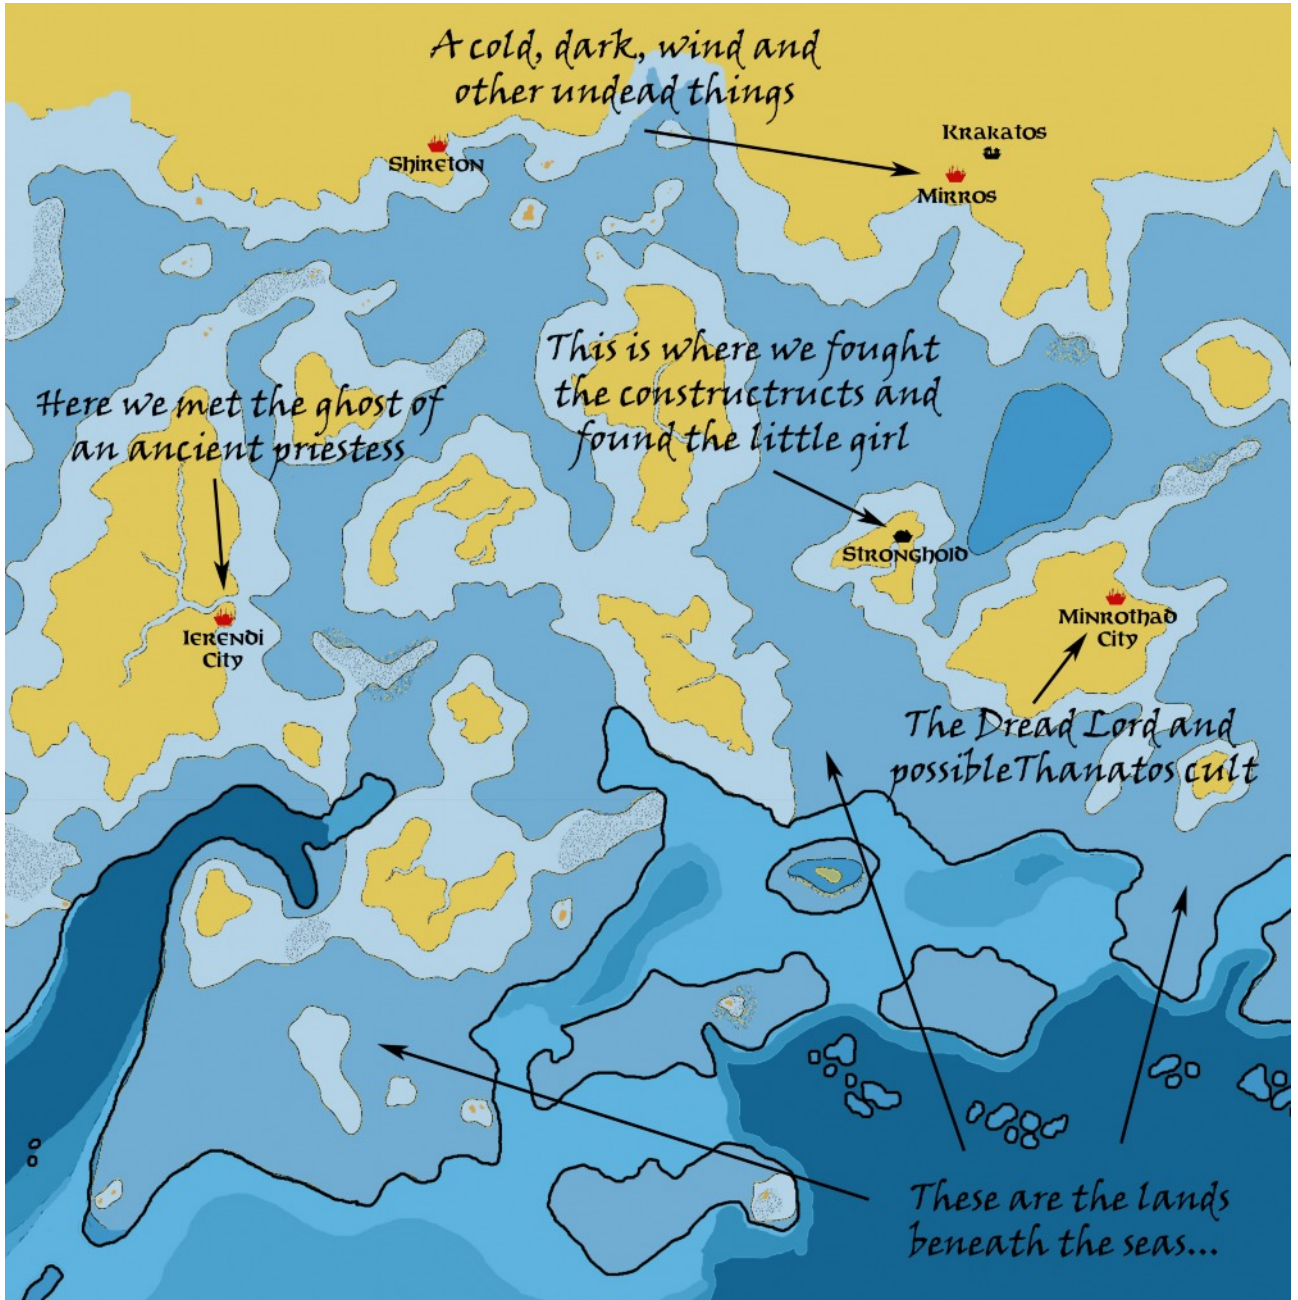 A cold, dark, wind and
other undead things
Krakatos
Shireton
Mirros
This is where we fought
the constructructs and
found the little girl
Here we met the ghost of
an ancient priestess
Stronghold
Ierendi
City
Minrothad
City
The Dread Lord and
possible Thanatos cult
These are the lands
beneath the seas...